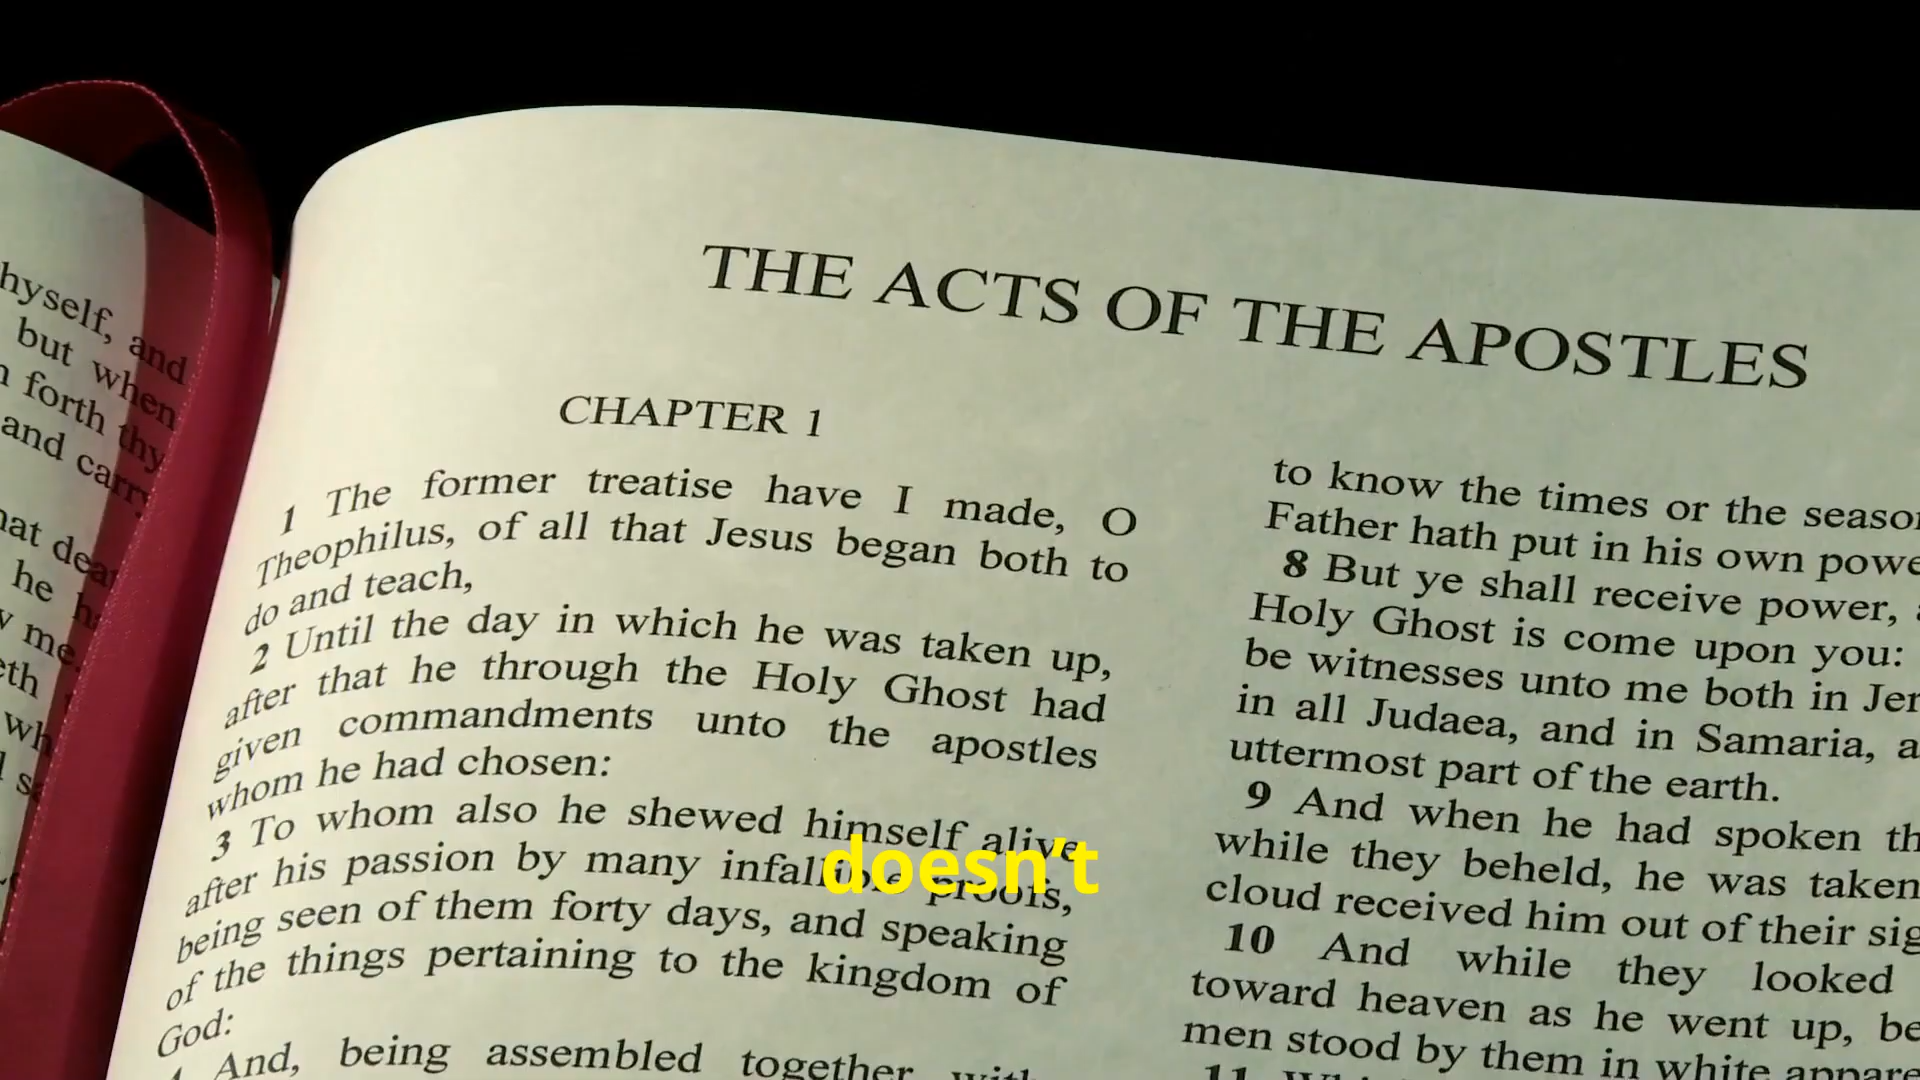 hyself, and
but when
forth thy
and carry
he
me.
THE ACTS OF THE APOSTLES
CHAPTER 1
1 The former treatise have I made, O
Theophilus, of all that Jesus began both to
do and teach,
2 Until the day in which he was taken up,
after that he through the Holy Ghost had
given commandments unto the apostles
whom he had chosen:
3 To whom also he shewed himself alive
after his passion by many infallible proofs,
being seen of them forty days, and speaking
of the things pertaining to the kingdom of
God:
And, being assembled together with
to know the times or the
Father hath put in his own
8 But ye shall receive power,
Holy Ghost is come upon you:
be witnesses unto me both in
in all Judaea, and in Samaria,
uttermost part of the earth.
9 And when he had spoken
while they beheld, he was taken
cloud received him out of their
10 And while they looked
toward heaven as he went up,
men stood by them in white
11
doesn't